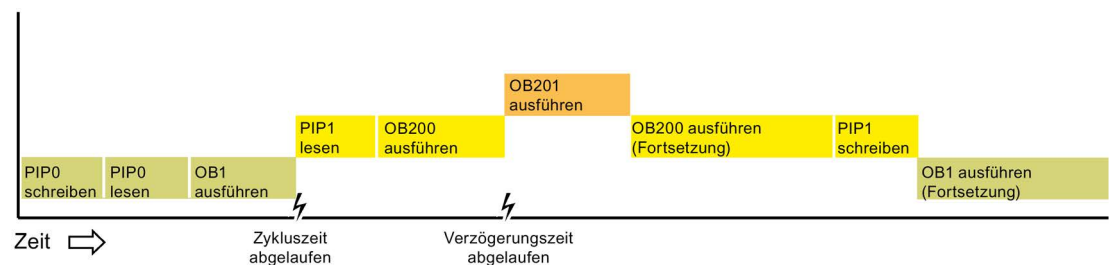 OB201
ausführen
PIP1
lesen
OB200
ausführen
OB200 ausführen
(Fortsetzung)
PIP1
schreiben
PIP0
schreiben
PIP0
lesen
OB1
ausführen
OB1 ausführen
(Fortsetzung)
Zeit
Zykluszeit
abgelaufen
Verzögerungszeit
abgelaufen